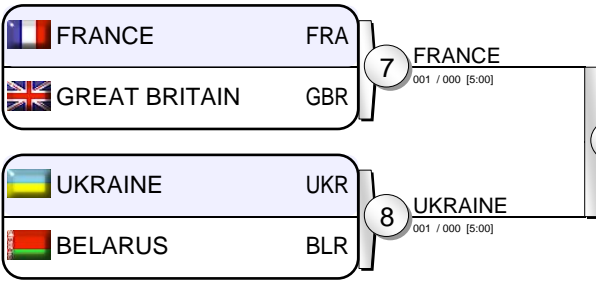 FRANCE FRA
GREAT BRITAIN GBR
7
FRANCE
001 / 000 [5:00]
UKRAINE UKR
BELARUS BLR
8
UKRAINE
001 / 000 [5:00]